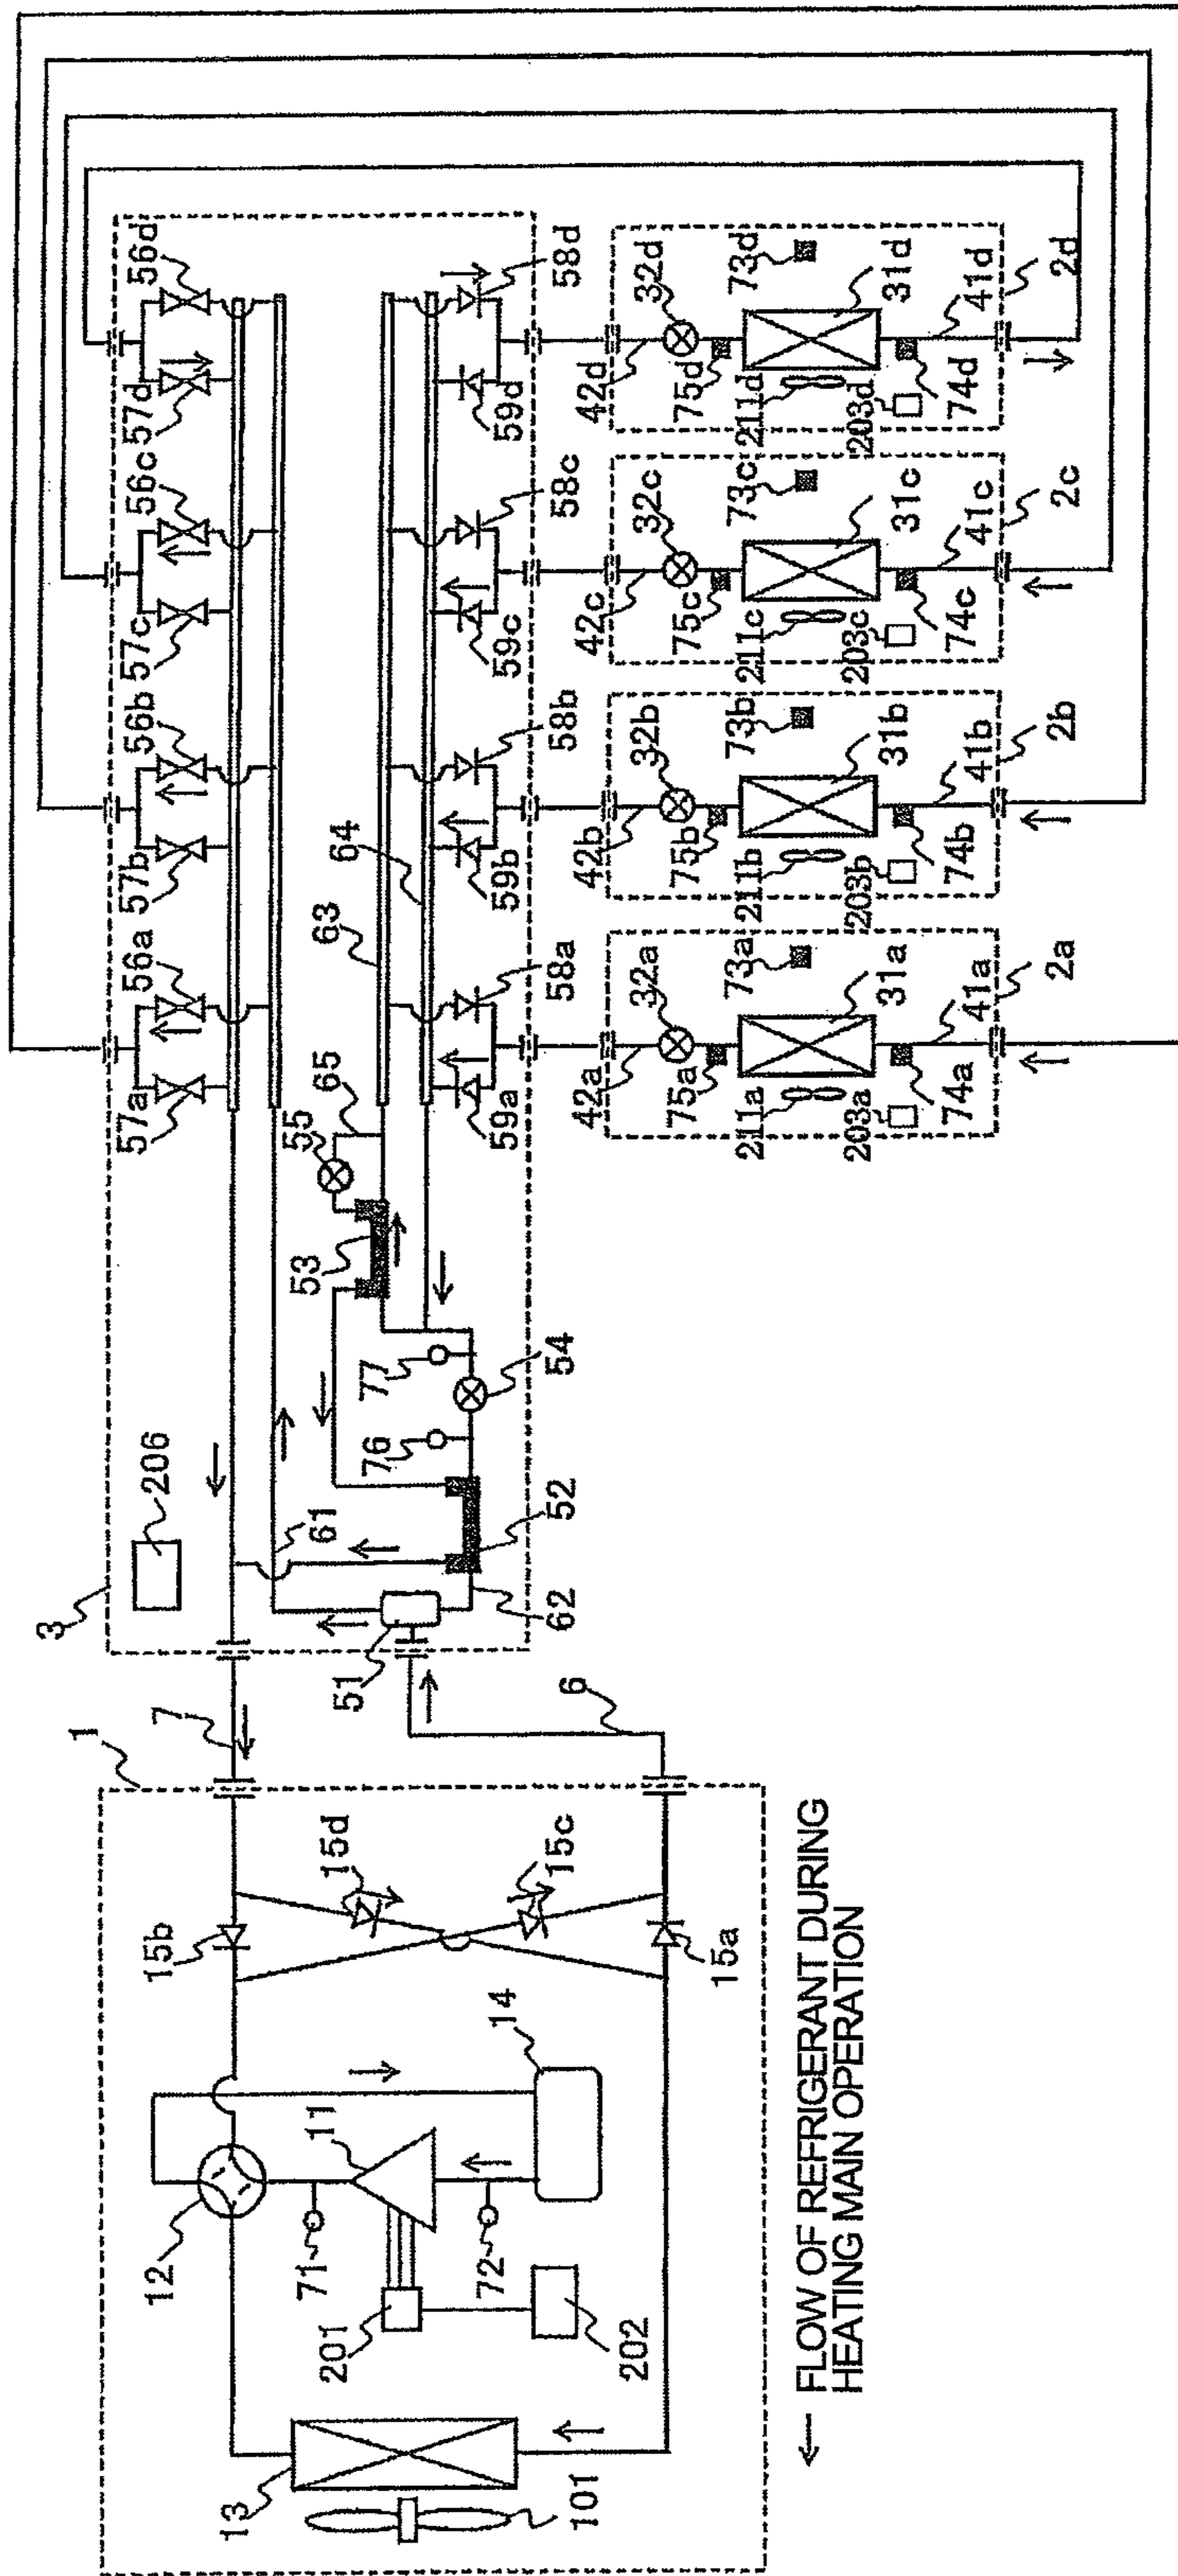 1
7
6
3
206
12
13
101
71
72
11
14
201
202
15b
15d
15c
15a
51
61
62
52
76
77
54
53
55
65
63
64
57a
56a
57b
56b
57c
56c
57d
56d
59a
58a
59b
58b
59c
58c
59d
58d
42a
32a
75a
73a
211a
31a
203a
74a
41a
2a
42b
32b
75b
73b
211b
31b
203b
74b
41b
2b
42c
32c
75c
73c
211c
31c
203c
74c
41c
2c
42d
32d
75d
73d
211d
31d
203d
74d
41d
2d
FLOW OF REFRIGERANT DURING
HEATING MAIN OPERATION